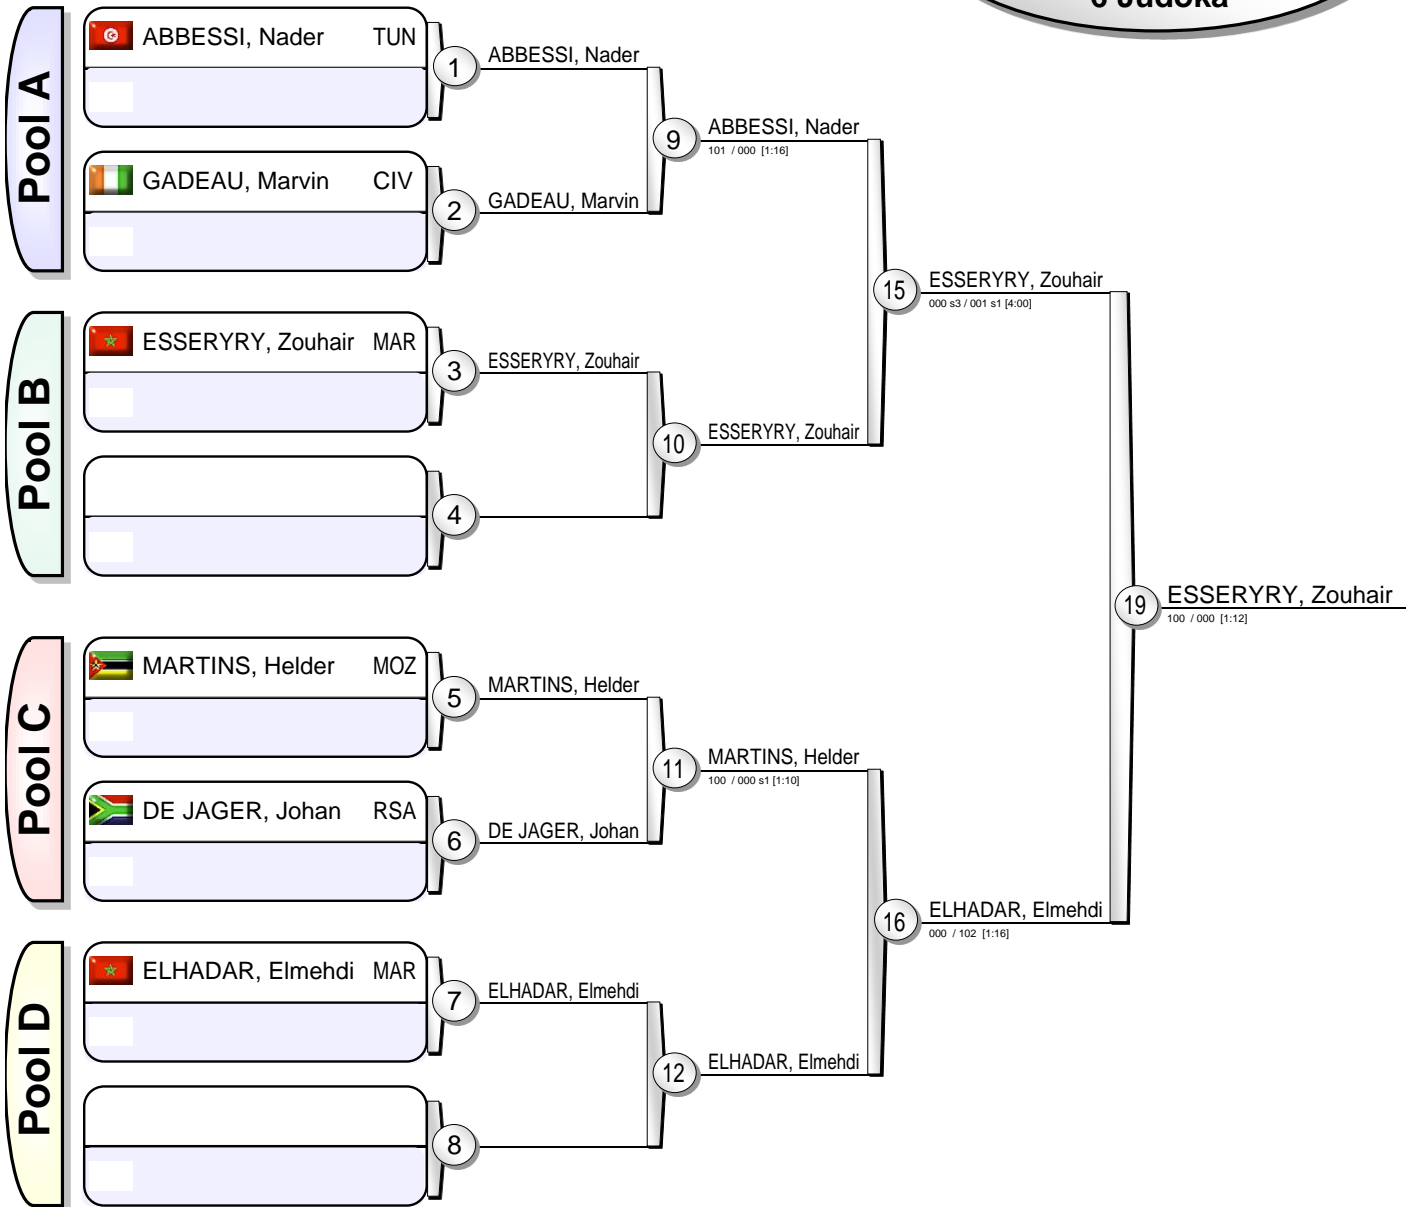 6 Judoka
Pool A
ABBESSI, Nader TUN
1
ABBESSI, Nader
GADEAU, Marvin CIV
2
GADEAU, Marvin
9
ABBESSI, Nader
101 / 000 [1:16]
Pool B
ESSERYRY, Zouhair MAR
3
ESSERYRY, Zouhair
4
10
ESSERYRY, Zouhair
15
ESSERYRY, Zouhair
000 s3 / 001 s1 [4:00]
Pool C
MARTINS, Helder MOZ
5
MARTINS, Helder
DE JAGER, Johan RSA
6
DE JAGER, Johan
11
MARTINS, Helder
100 / 000 s1 [1:10]
Pool D
ELHADAR, Elmehdi MAR
7
ELHADAR, Elmehdi
8
12
ELHADAR, Elmehdi
16
ELHADAR, Elmehdi
000 / 102 [1:16]
19
ESSERYRY, Zouhair
100 / 000 [1:12]